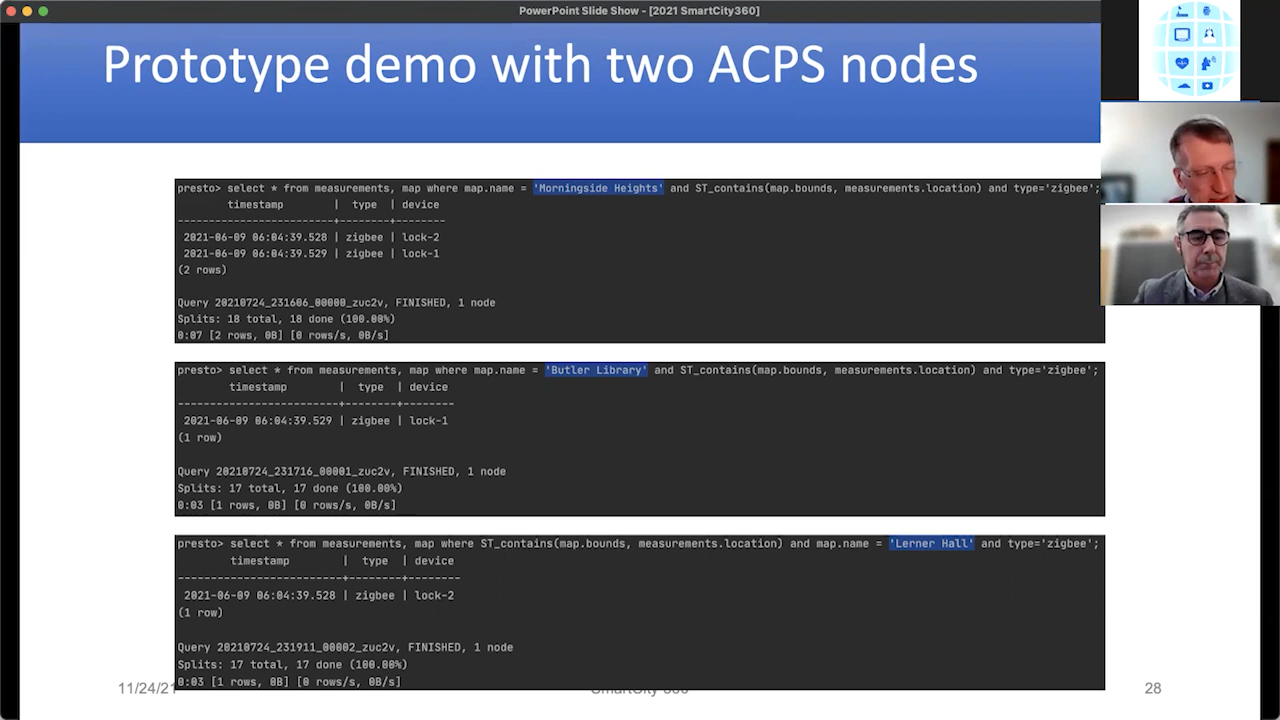 PowerPoint Slide Show - [2021 SmartCity360]
Prototype demo with two ACPS nodes
presto> select * from measurements, map where map.name = 'Morningside Heights' and ST_contains(map.bounds, measurements.location) and type='zigbee';
timestamp | type | device
-------------------------+--------+--------
2021-06-09 06:04:39.528 | zigbee | lock-2
2021-06-09 06:04:39.529 | zigbee | lock-1
(2 rows)
Query 20210724_231606_00000_zuc2v, FINISHED, 1 node
Splits: 18 total, 18 done (100.00%)
0:07 [2 rows, 0B] [0 rows/s, 0B/s]
presto> select * from measurements, map where map.name = 'Butler Library' and ST_contains(map.bounds, measurements.location) and type='zigbee';
timestamp | type | device
-------------------------+--------+--------
2021-06-09 06:04:39.529 | zigbee | lock-1
(1 row)
Query 20210724_231716_00001_zuc2v, FINISHED, 1 node
Splits: 17 total, 17 done (100.00%)
0:03 [1 rows, 0B] [0 rows/s, 0B/s]
presto> select * from measurements, map where ST_contains(map.bounds, measurements.location) and map.name = 'Lerner Hall' and type='zigbee';
timestamp | type | device
-------------------------+--------+--------
2021-06-09 06:04:39.528 | zigbee | lock-2
(1 row)
Query 20210724_231911_00002_zuc2v, FINISHED, 1 node
Splits: 17 total, 17 done (100.00%)
0:03 [1 rows, 0B] [0 rows/s, 0B/s]
11/24/21
SmartCity 360
28